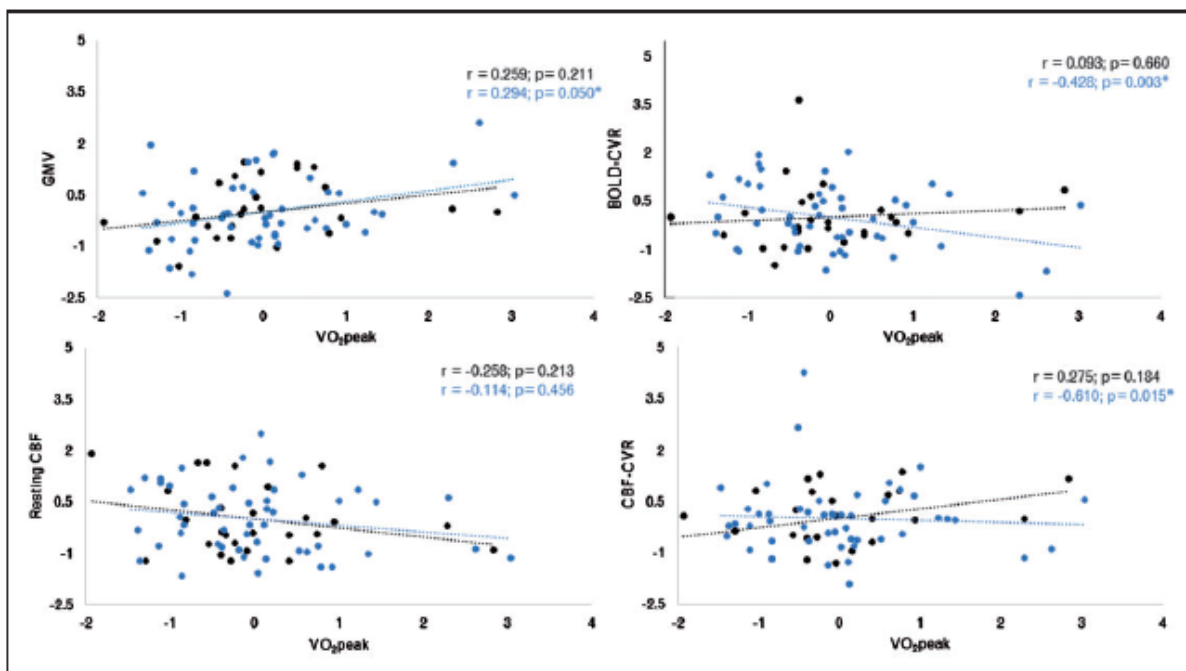 5
r = 0.259; p=0.211
r = 0.294; p=0.050*
3.5
2
GMV
0.5
-1
-2.5
-2 -1 0 1 2 3 4
VO₂peak
5
r = 0.093; p=0.660
r = -0.428; p=0.003*
3.5
2
BOLD-CVR
0.5
-1
-2.5
-2 -1 0 1 2 3 4
VO₂peak
5
r = -0.258; p=0.213
r = -0.114; p=0.456
3.5
2
Resting CBF
0.5
-1
-2.5
-2 -1 0 1 2 3 4
VO₂peak
5
r = 0.275; p=0.184
r = -0.610; p=0.015*
3.5
2
CBF-CVR
0.5
-1
-2.5
-2 -1 0 1 2 3 4
VO₂peak